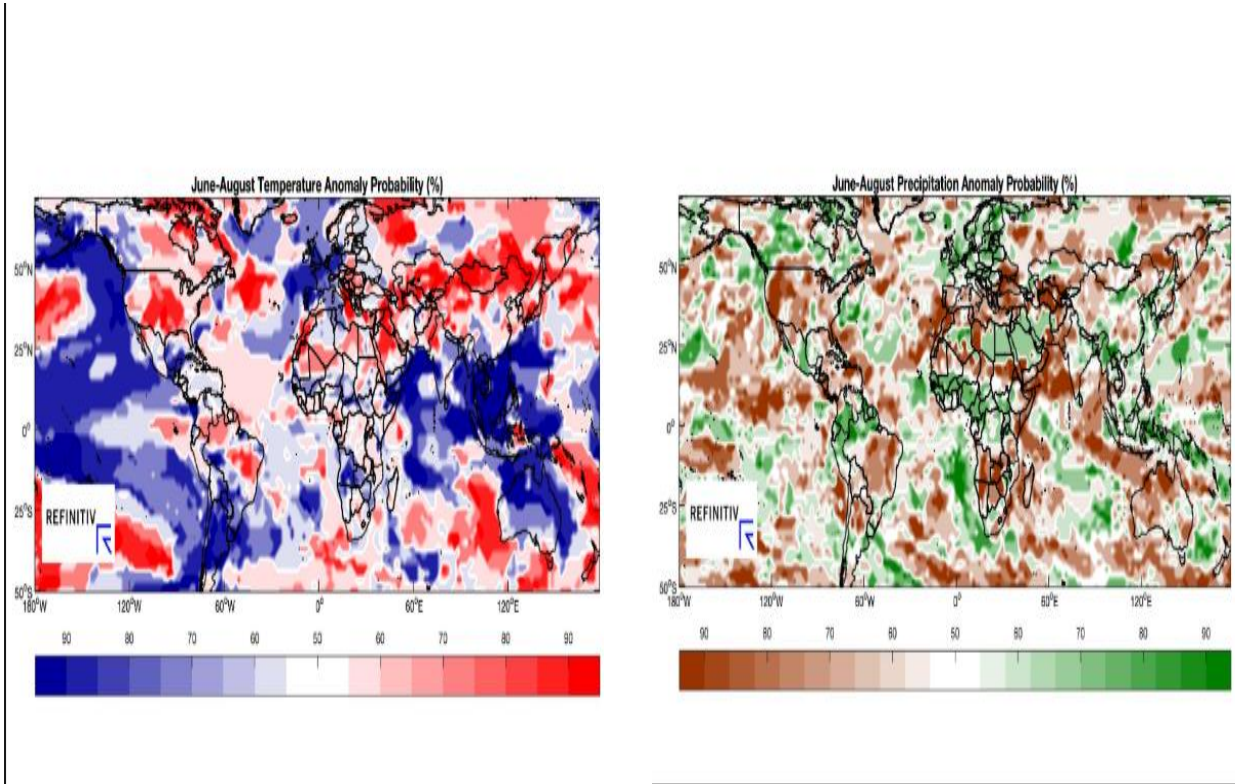 June-August Temperature Anomaly Probability (%)
50°N
25°N
0°
25°S
50°S
REFINITIV
180°W 120°W 60°W 0° 60°E 120°E
90 80 70 60 50 60 70 80 90
June-August Precipitation Anomaly Probability (%)
50°N
25°N
0°
25°S
50°S
REFINITIV
180°W 120°W 60°W 0° 60°E 120°E
90 80 70 60 50 60 70 80 90